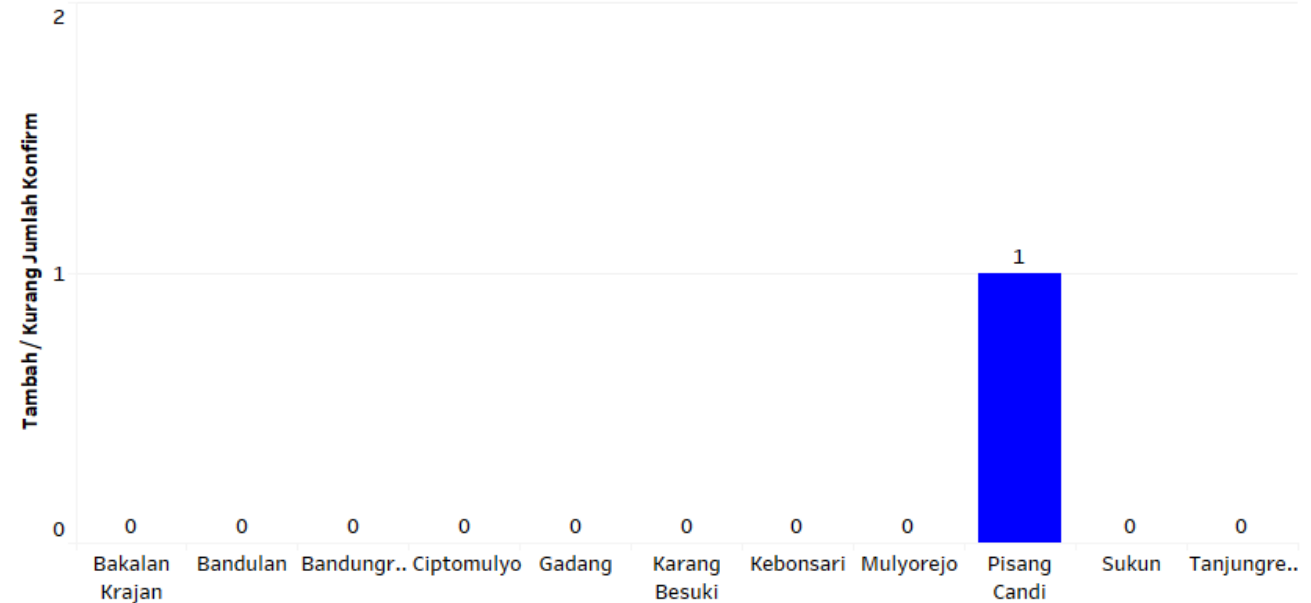 Tambah / Kurang Jumlah Konfirm
2
1
0
1
0 0 0 0 0 0 0 0 0 0
Bakalan Krajan
Bandulan
Bandungr..
Ciptomulyo
Gadang
Karang Besuki
Kebonsari
Mulyorejo
Pisang Candi
Sukun
Tanjungre..